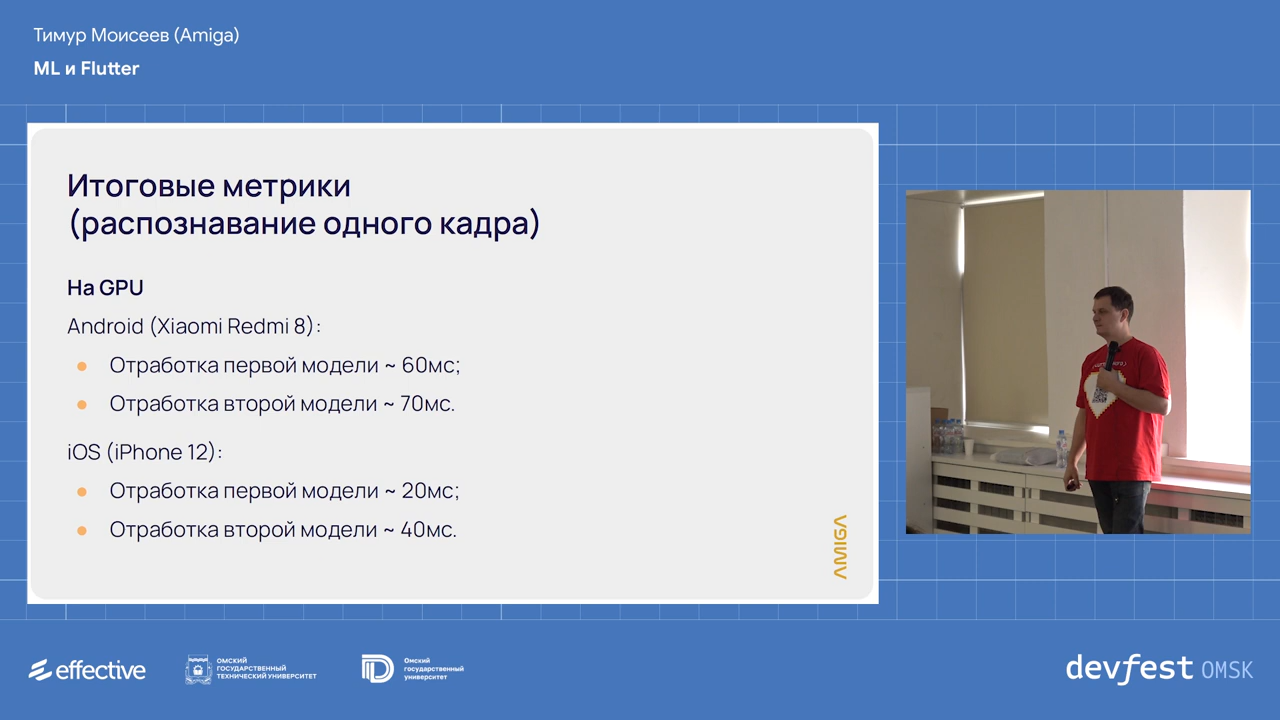 Тимур Моисеев (Amiga)
ML и Flutter
Итоговые метрики
(распознавание одного кадра)
На GPU
Android (Xiaomi Redmi 8):
Отработка первой модели ~ 60мс;
Отработка второй модели ~ 70мс.
iOS (iPhone 12):
Отработка первой модели ~ 20мс;
Отработка второй модели ~ 40мс.
AMIGA
effective
ОМСКИЙ
ГОСУДАРСТВЕННЫЙ
ТЕХНИЧЕСКИЙ УНИВЕРСИТЕТ
Омский
государственный
университет
devfest OMSK